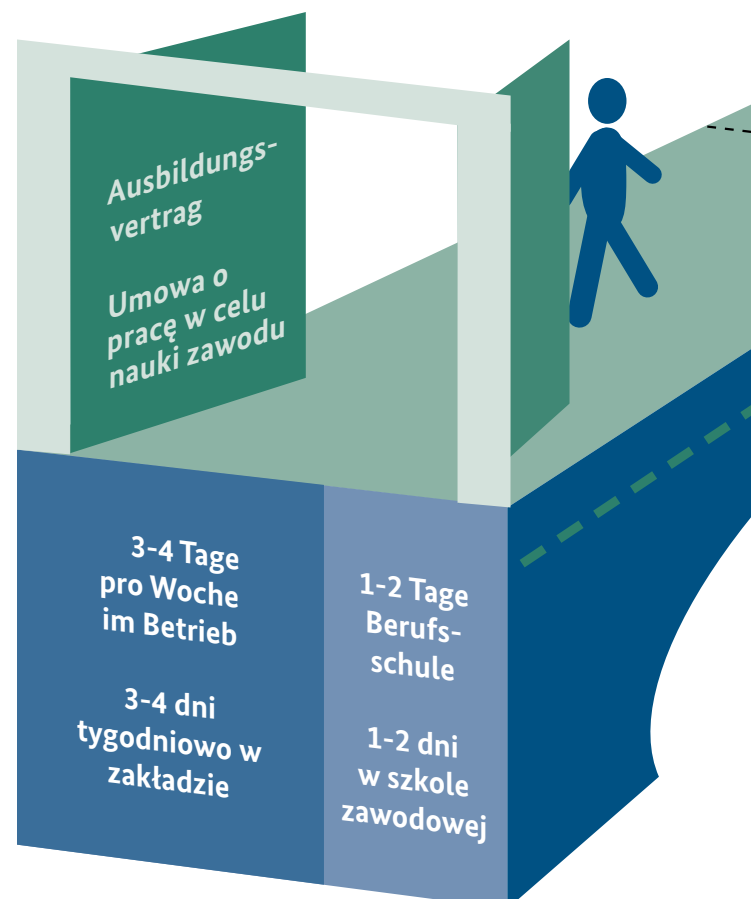 Ausbildungs-
vertrag
Umowa o
pracę w celu
nauki zawodu
3-4 Tage
pro Woche
im Betrieb
3-4 dni
tygodniowo w
zakładzie
1-2 Tage
Berufs-
schule
1-2 dni
w szkole
zawodowej